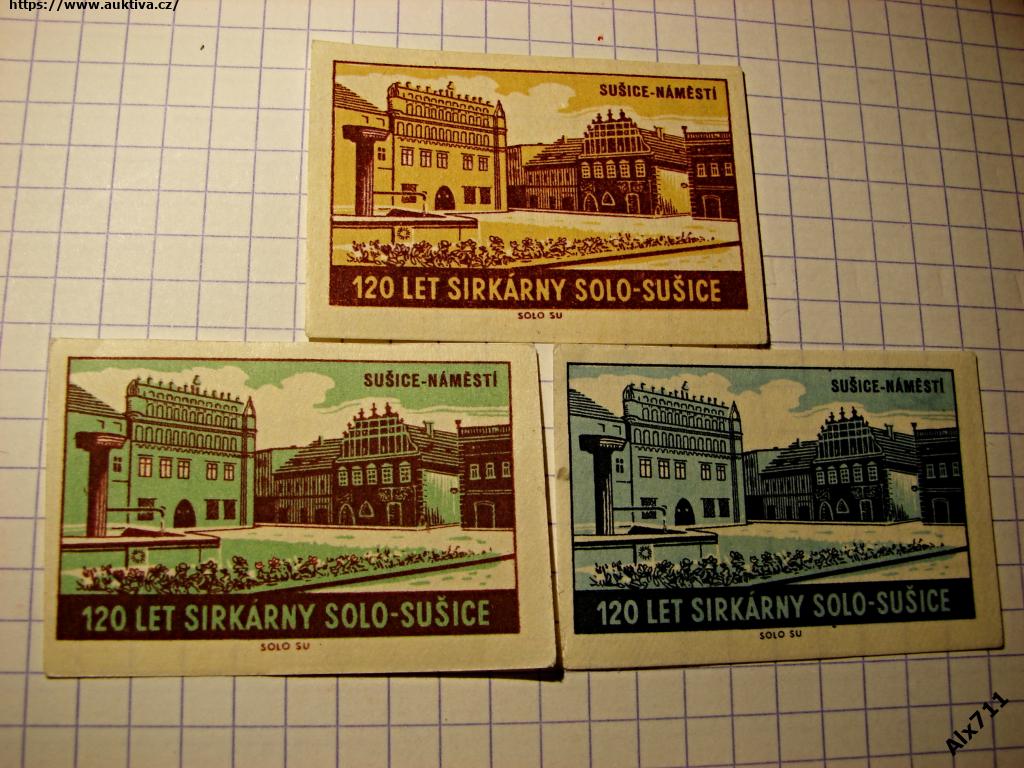 https://www.auktiva.cz/
SUŠICE-NÁMĚSTÍ
120 LET SIRKÁRNY SOLO-SUŠICE
SOLO SU
SUŠICE-NÁMĚSTÍ
120 LET SIRKÁRNY SOLO-SUŠICE
SOLO SU
SUŠICE-NÁMĚSTÍ
120 LET SIRKÁRNY SOLO-SUŠICE
SOLO SU
Alx711